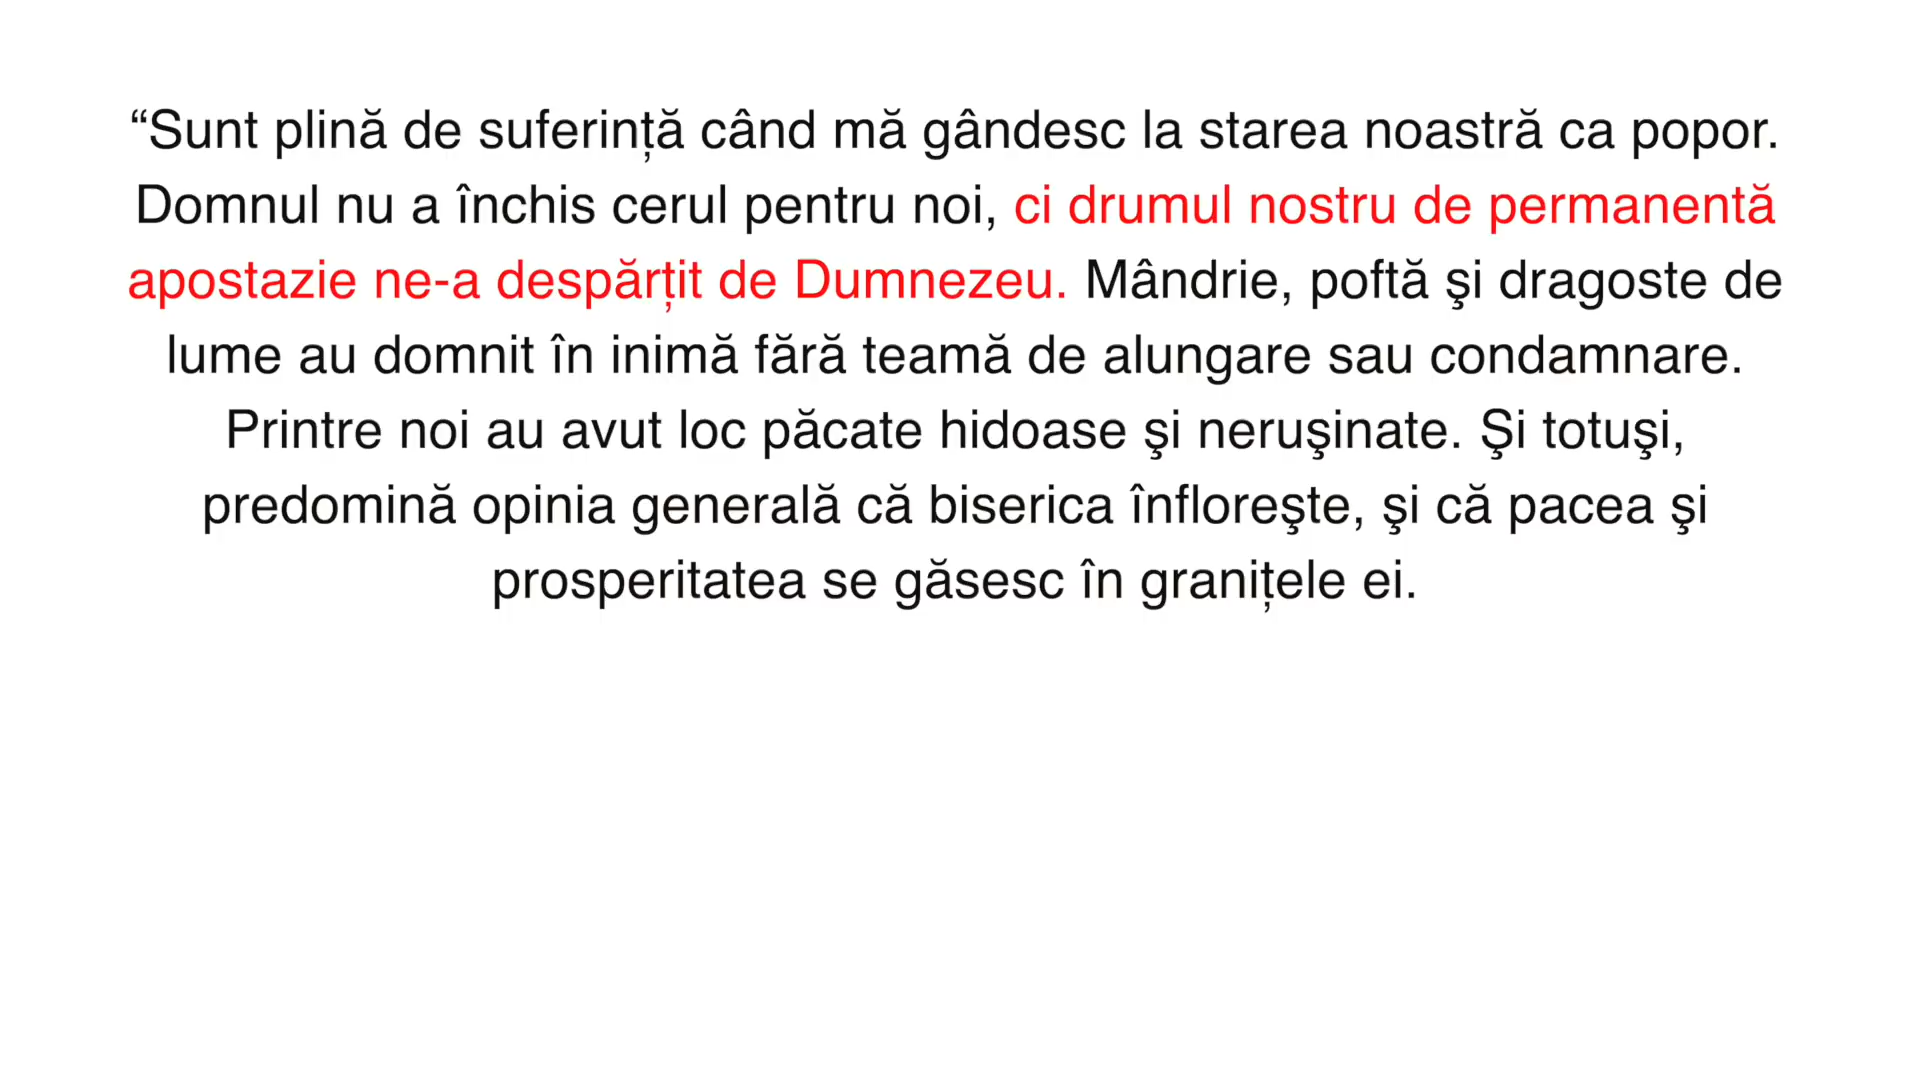 “Sunt plină de suferință când mă gândesc la starea noastră ca popor.
Domnul nu a închis cerul pentru noi, ci drumul nostru de permanentă
apostazie ne-a despărțit de Dumnezeu. Mândrie, poftă şi dragoste de
lume au domnit în inimă fără teamă de alungare sau condamnare.
Printre noi au avut loc păcate hidoase şi neruşinate. Şi totuşi,
predomină opinia generală că biserica înfloreşte, şi că pacea şi
prosperitatea se găsesc în granițele ei.